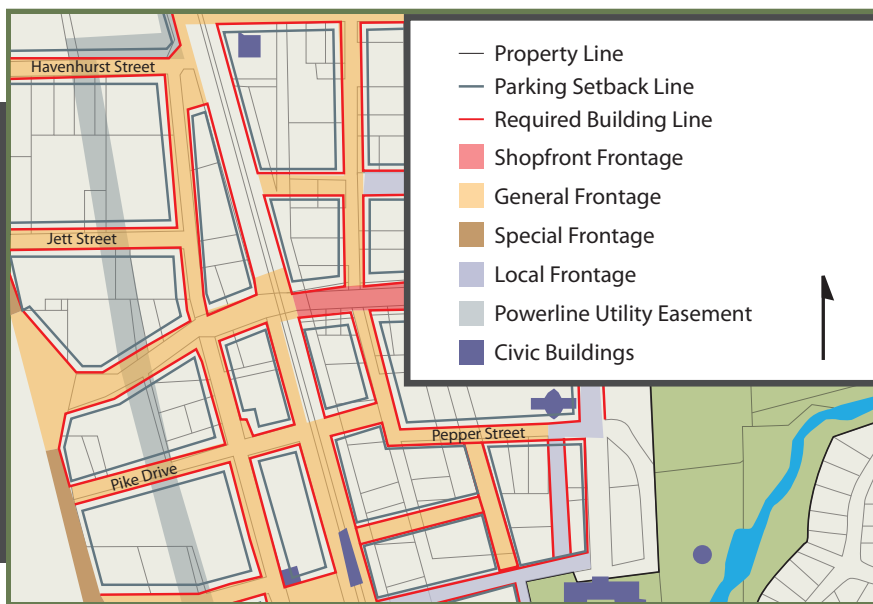 Havenhurst Street
Jett Street
Pike Drive
Pepper Street
Property Line
Parking Setback Line
Required Building Line
Shopfront Frontage
General Frontage
Special Frontage
Local Frontage
Powerline Utility Easement
Civic Buildings